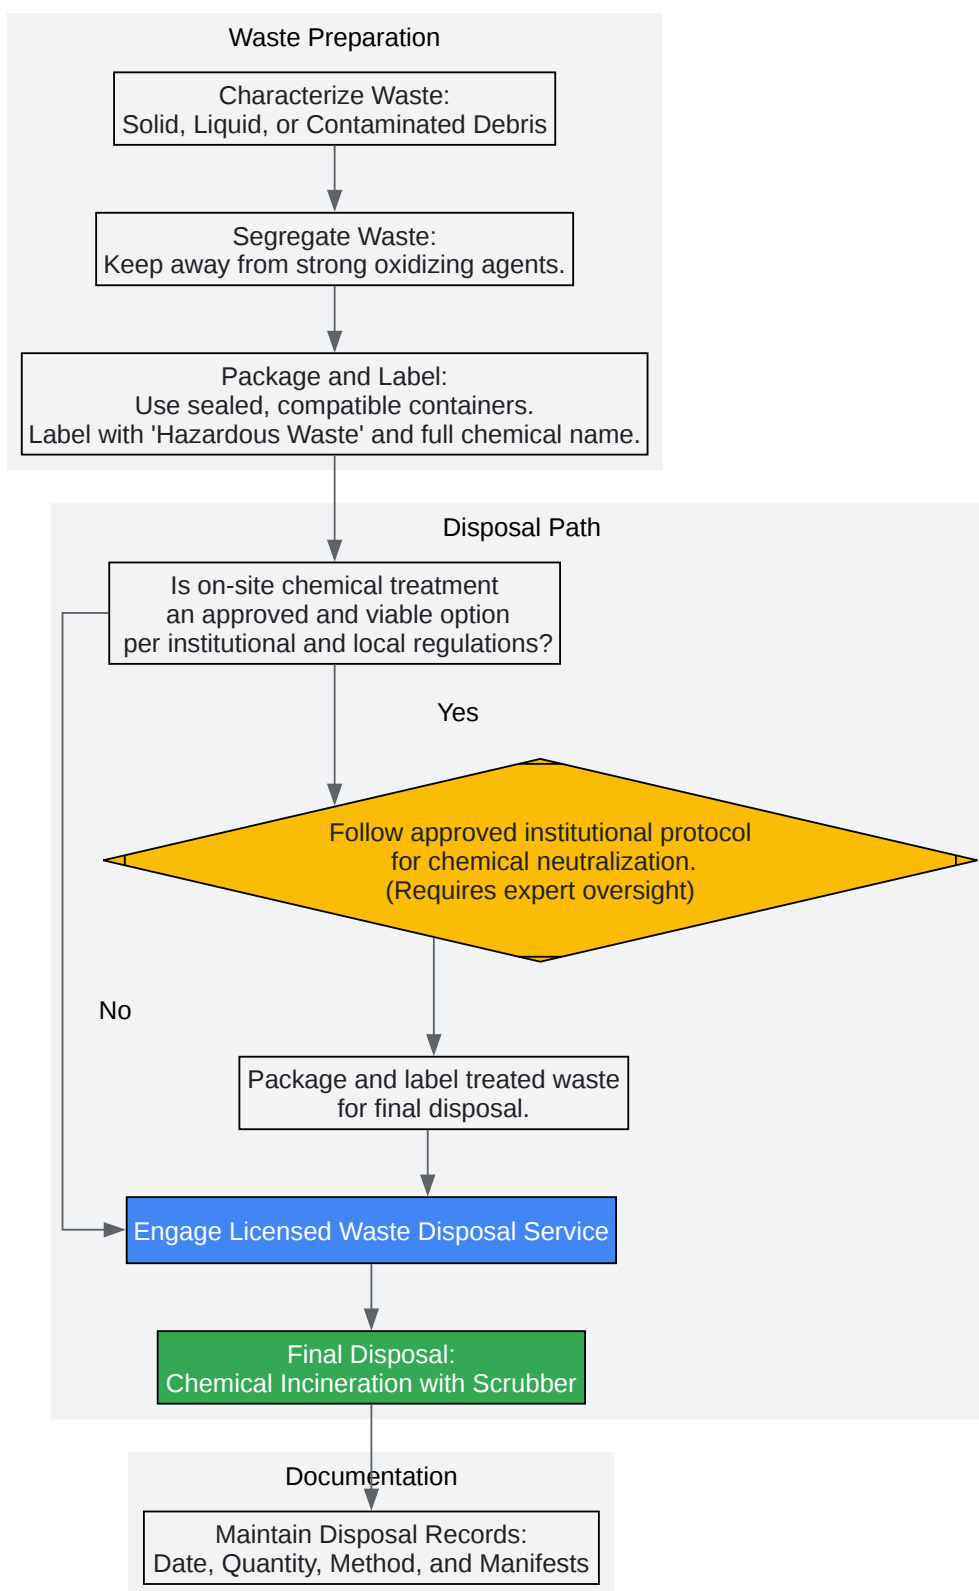 Waste Preparation
Characterize Waste:
Solid, Liquid, or Contaminated Debris
Segregate Waste:
Keep away from strong oxidizing agents.
Package and Label:
Use sealed, compatible containers.
Label with 'Hazardous Waste' and full chemical name.
Disposal Path
Is on-site chemical treatment
an approved and viable option
per institutional and local regulations?
Yes
Follow approved institutional protocol
for chemical neutralization.
(Requires expert oversight)
No
Package and label treated waste
for final disposal.
Engage Licensed Waste Disposal Service
Final Disposal:
Chemical Incineration with Scrubber
Documentation
Maintain Disposal Records:
Date, Quantity, Method, and Manifests